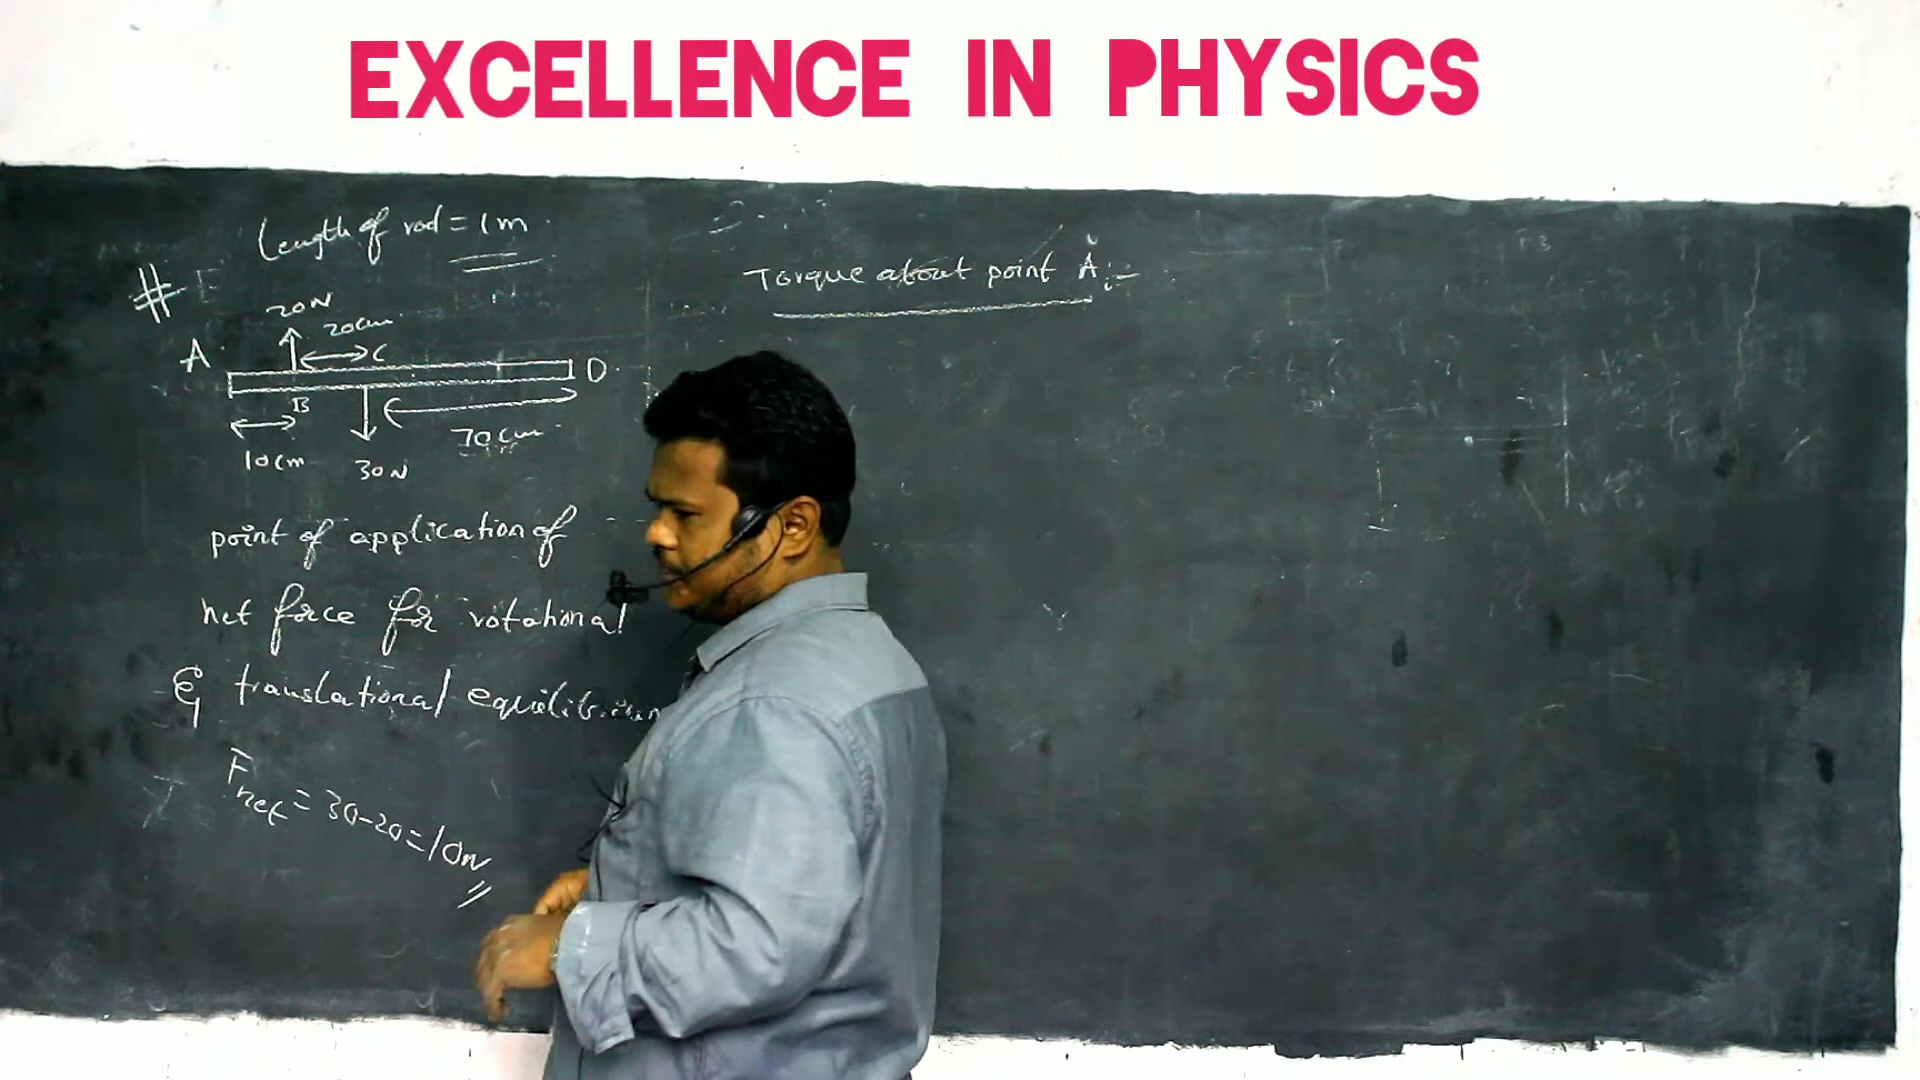 EXCELLENCE IN PHYSICS
Length of rod = 1m
#
20N
20cm
A
C
D
B
70cm
10cm
30N
point of application of
net force for rotational
& translational equilibrium
Fnet = 30-20=10N
Torque about point A:-